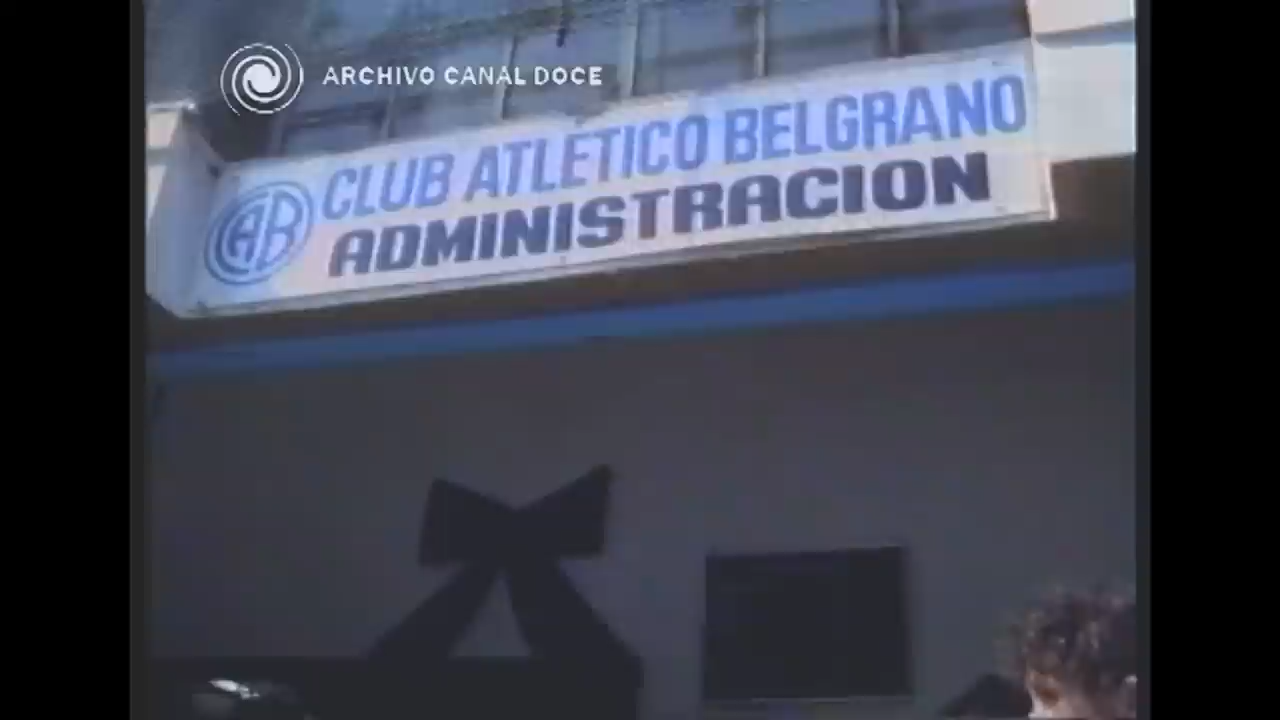 ARCHIVO CANAL DOCE
CLUB ATLETICO BELGRANO
CAB
ADMINISTRACION